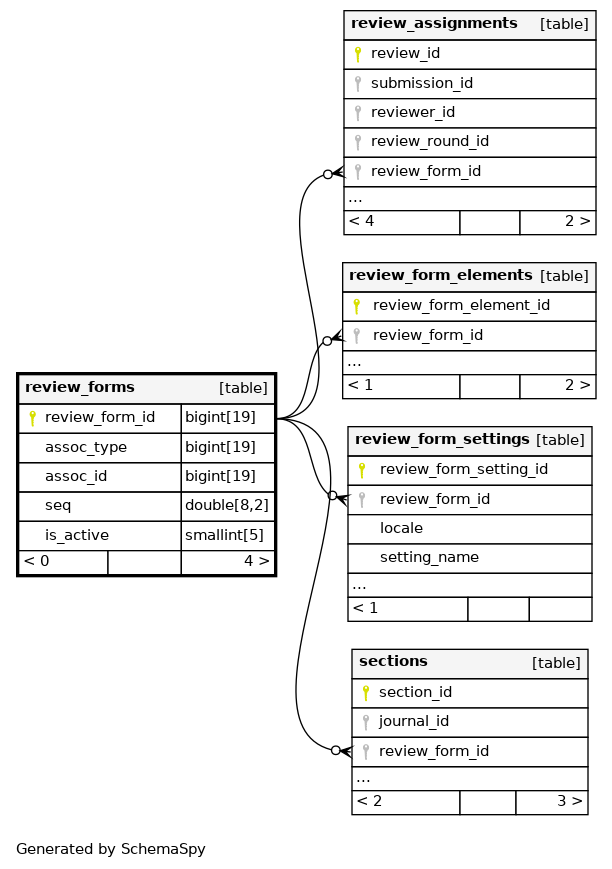 review_assignments [table]
review_id
submission_id
reviewer_id
review_round_id
review_form_id
...
< 4 2 >
review_form_elements [table]
review_form_element_id
review_form_id
...
< 1 2 >
review_forms [table]
review_form_id bigint[19]
assoc_type bigint[19]
assoc_id bigint[19]
seq double[8,2]
is_active smallint[5]
< 0 4 >
review_form_settings [table]
review_form_setting_id
review_form_id
locale
setting_name
...
< 1
sections [table]
section_id
journal_id
review_form_id
...
< 2 3 >
Generated by SchemaSpy